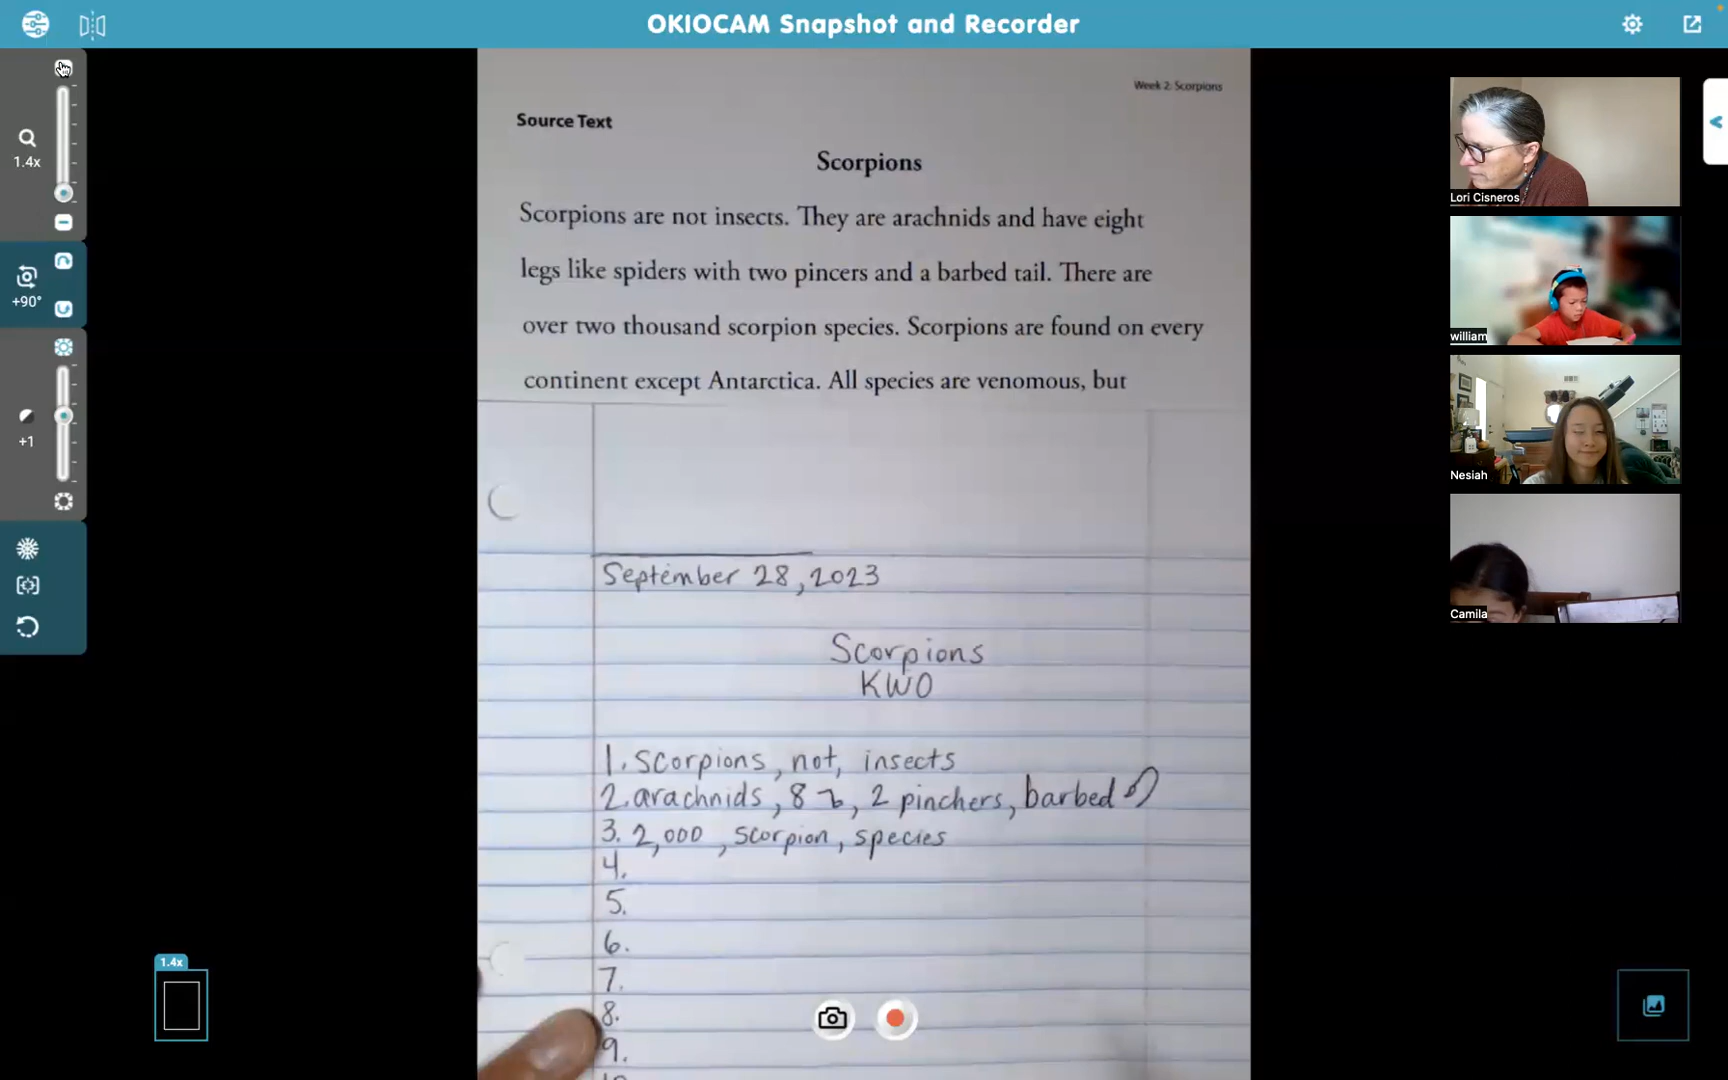 OKIOCAM Snapshot and Recorder
1.4x
+90°
+1
1.4x
Week 2: Scorpions
Source Text
Scorpions
Scorpions are not insects. They are arachnids and have eight
legs like spiders with two pincers and a barbed tail. There are
over two thousand scorpion species. Scorpions are found on every
continent except Antarctica. All species are venomous, but
September 28, 2023
Scorpions
KWO
1. scorpions, not, insects
2. arachnids, 8, 2 pinchers, barbed
3. 2,000, scorpion, species
4.
5.
6.
7.
8.
9.
Lori Cisneros
william
Nesiah
Camila